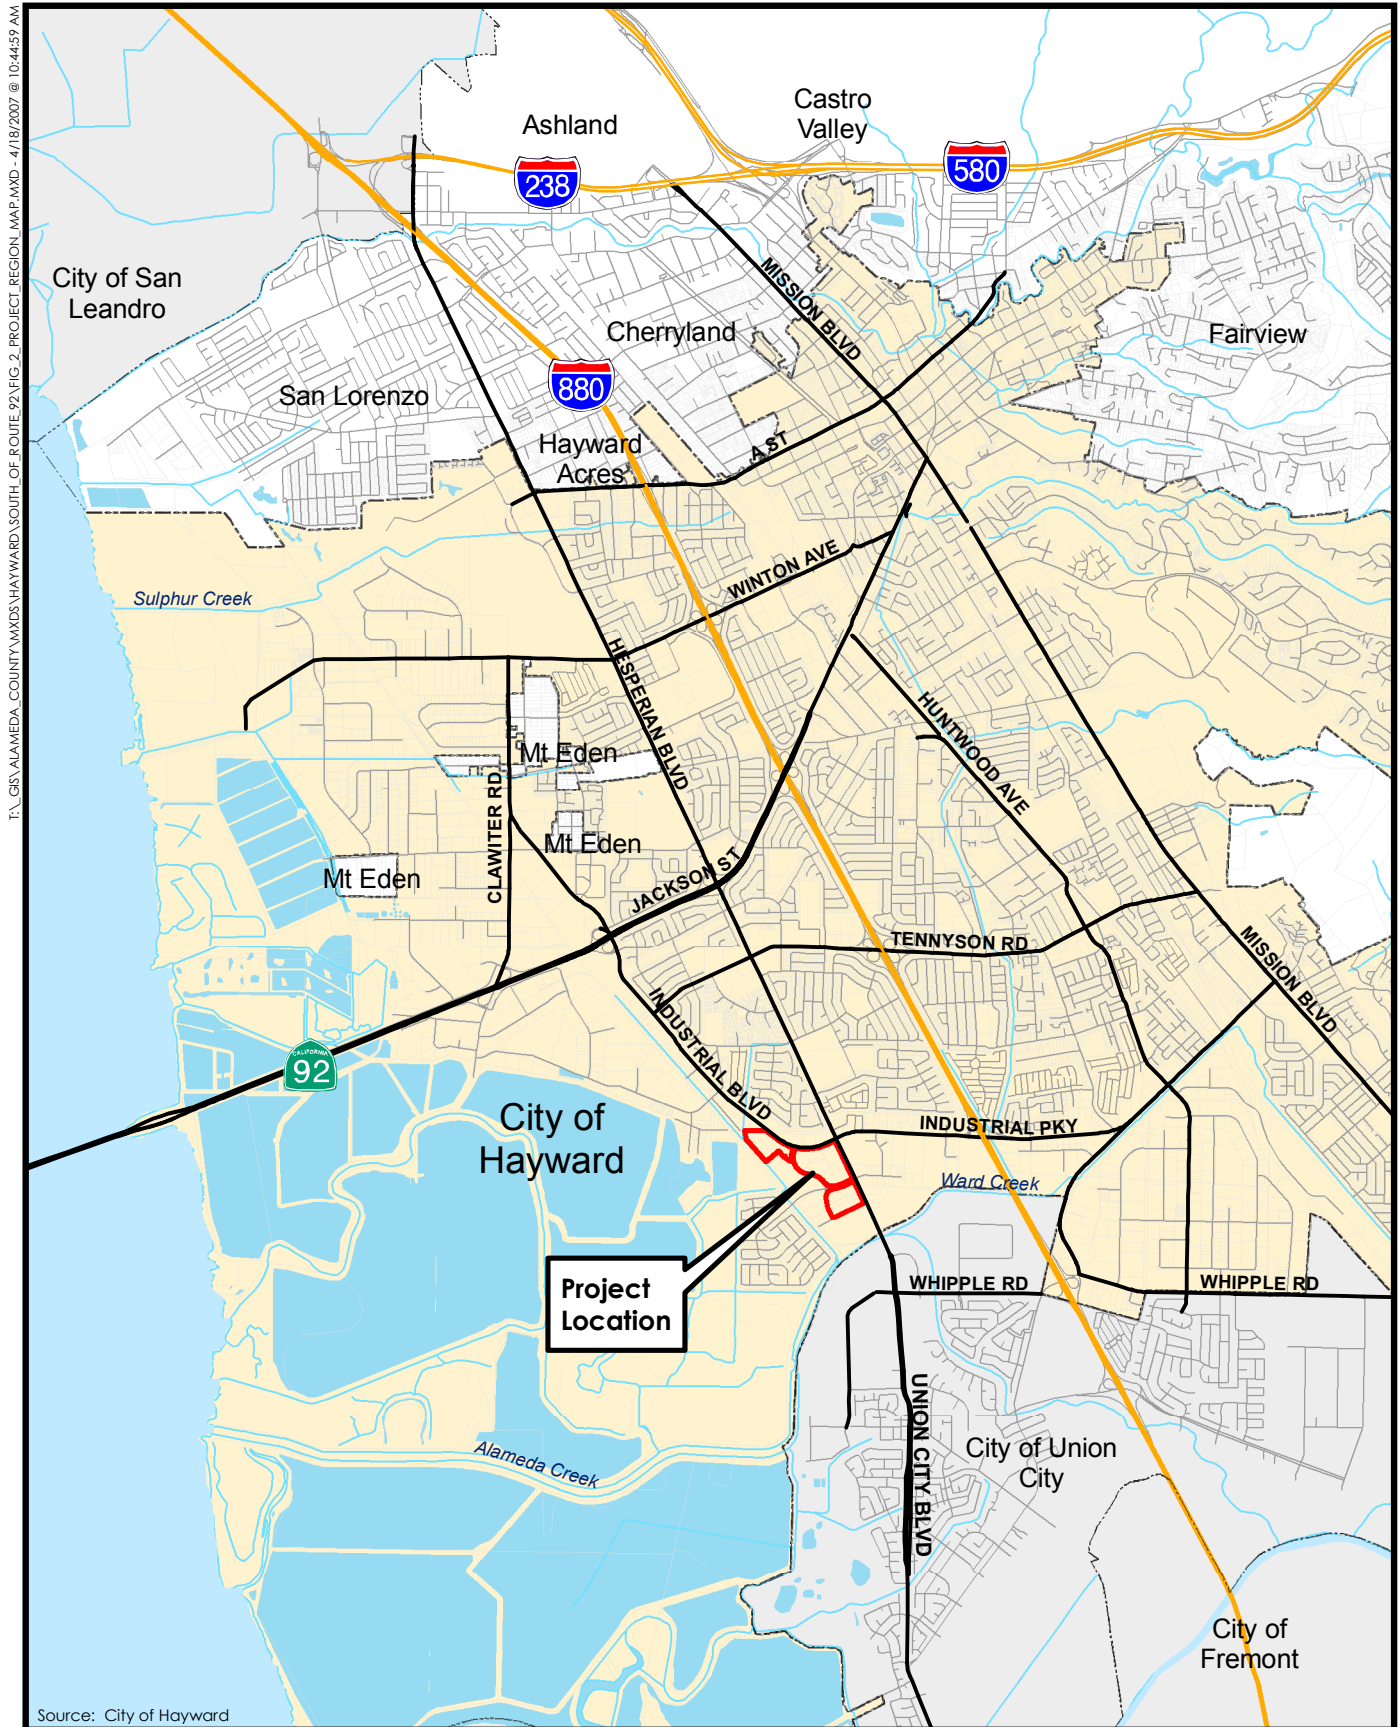 T:\_GIS\ALAMEDA_COUNTY\MXDS\HAYWARD\SOUTH_OF_ROUTE_92\FIG_2_PROJECT_REGION_MAP.MXD - 4/18/2007 @ 10:44:59 AM
Castro
Valley
Ashland
580
238
City of San
Leandro
MISSION BLVD
Cherryland
Fairview
880
San Lorenzo
Hayward
Acres
A ST
WINTON AVE
Sulphur Creek
HESPERIAN BLVD
HUNTWOOD AVE
Mt Eden
CLAWITER RD
Mt Eden
Mt Eden
JACKSON ST
TENNYSON RD
MISSION BLVD
INDUSTRIAL BLVD
CALIFORNIA
92
City of
Hayward
INDUSTRIAL PKY
Ward Creek
Project
Location
WHIPPLE RD
WHIPPLE RD
UNION CITY BLVD
City of Union
City
Alameda Creek
City of
Fremont
Source: City of Hayward